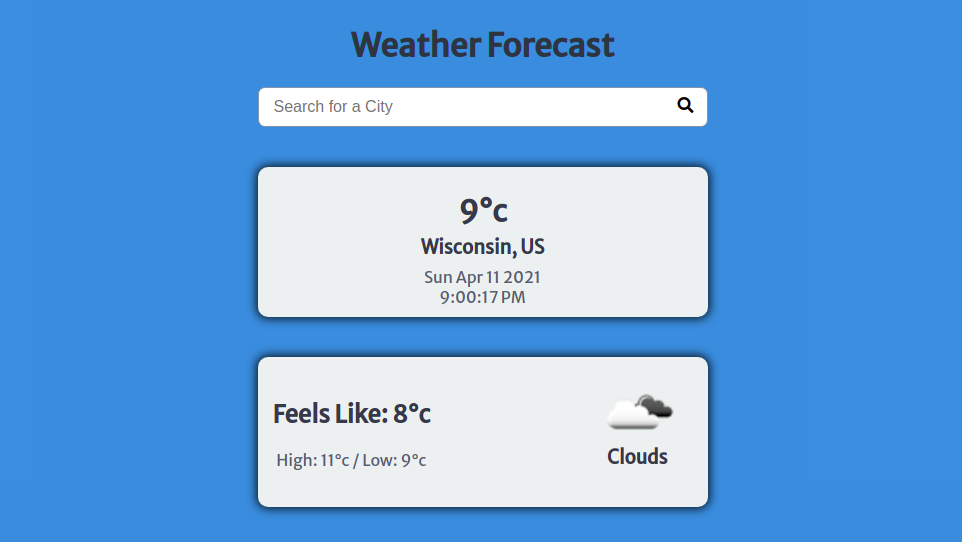 Weather Forecast
Search for a City
9°c
Wisconsin, US
Sun Apr 11 2021
9:00:17 PM
Feels Like: 8°c
High: 11°c / Low: 9°c
Clouds